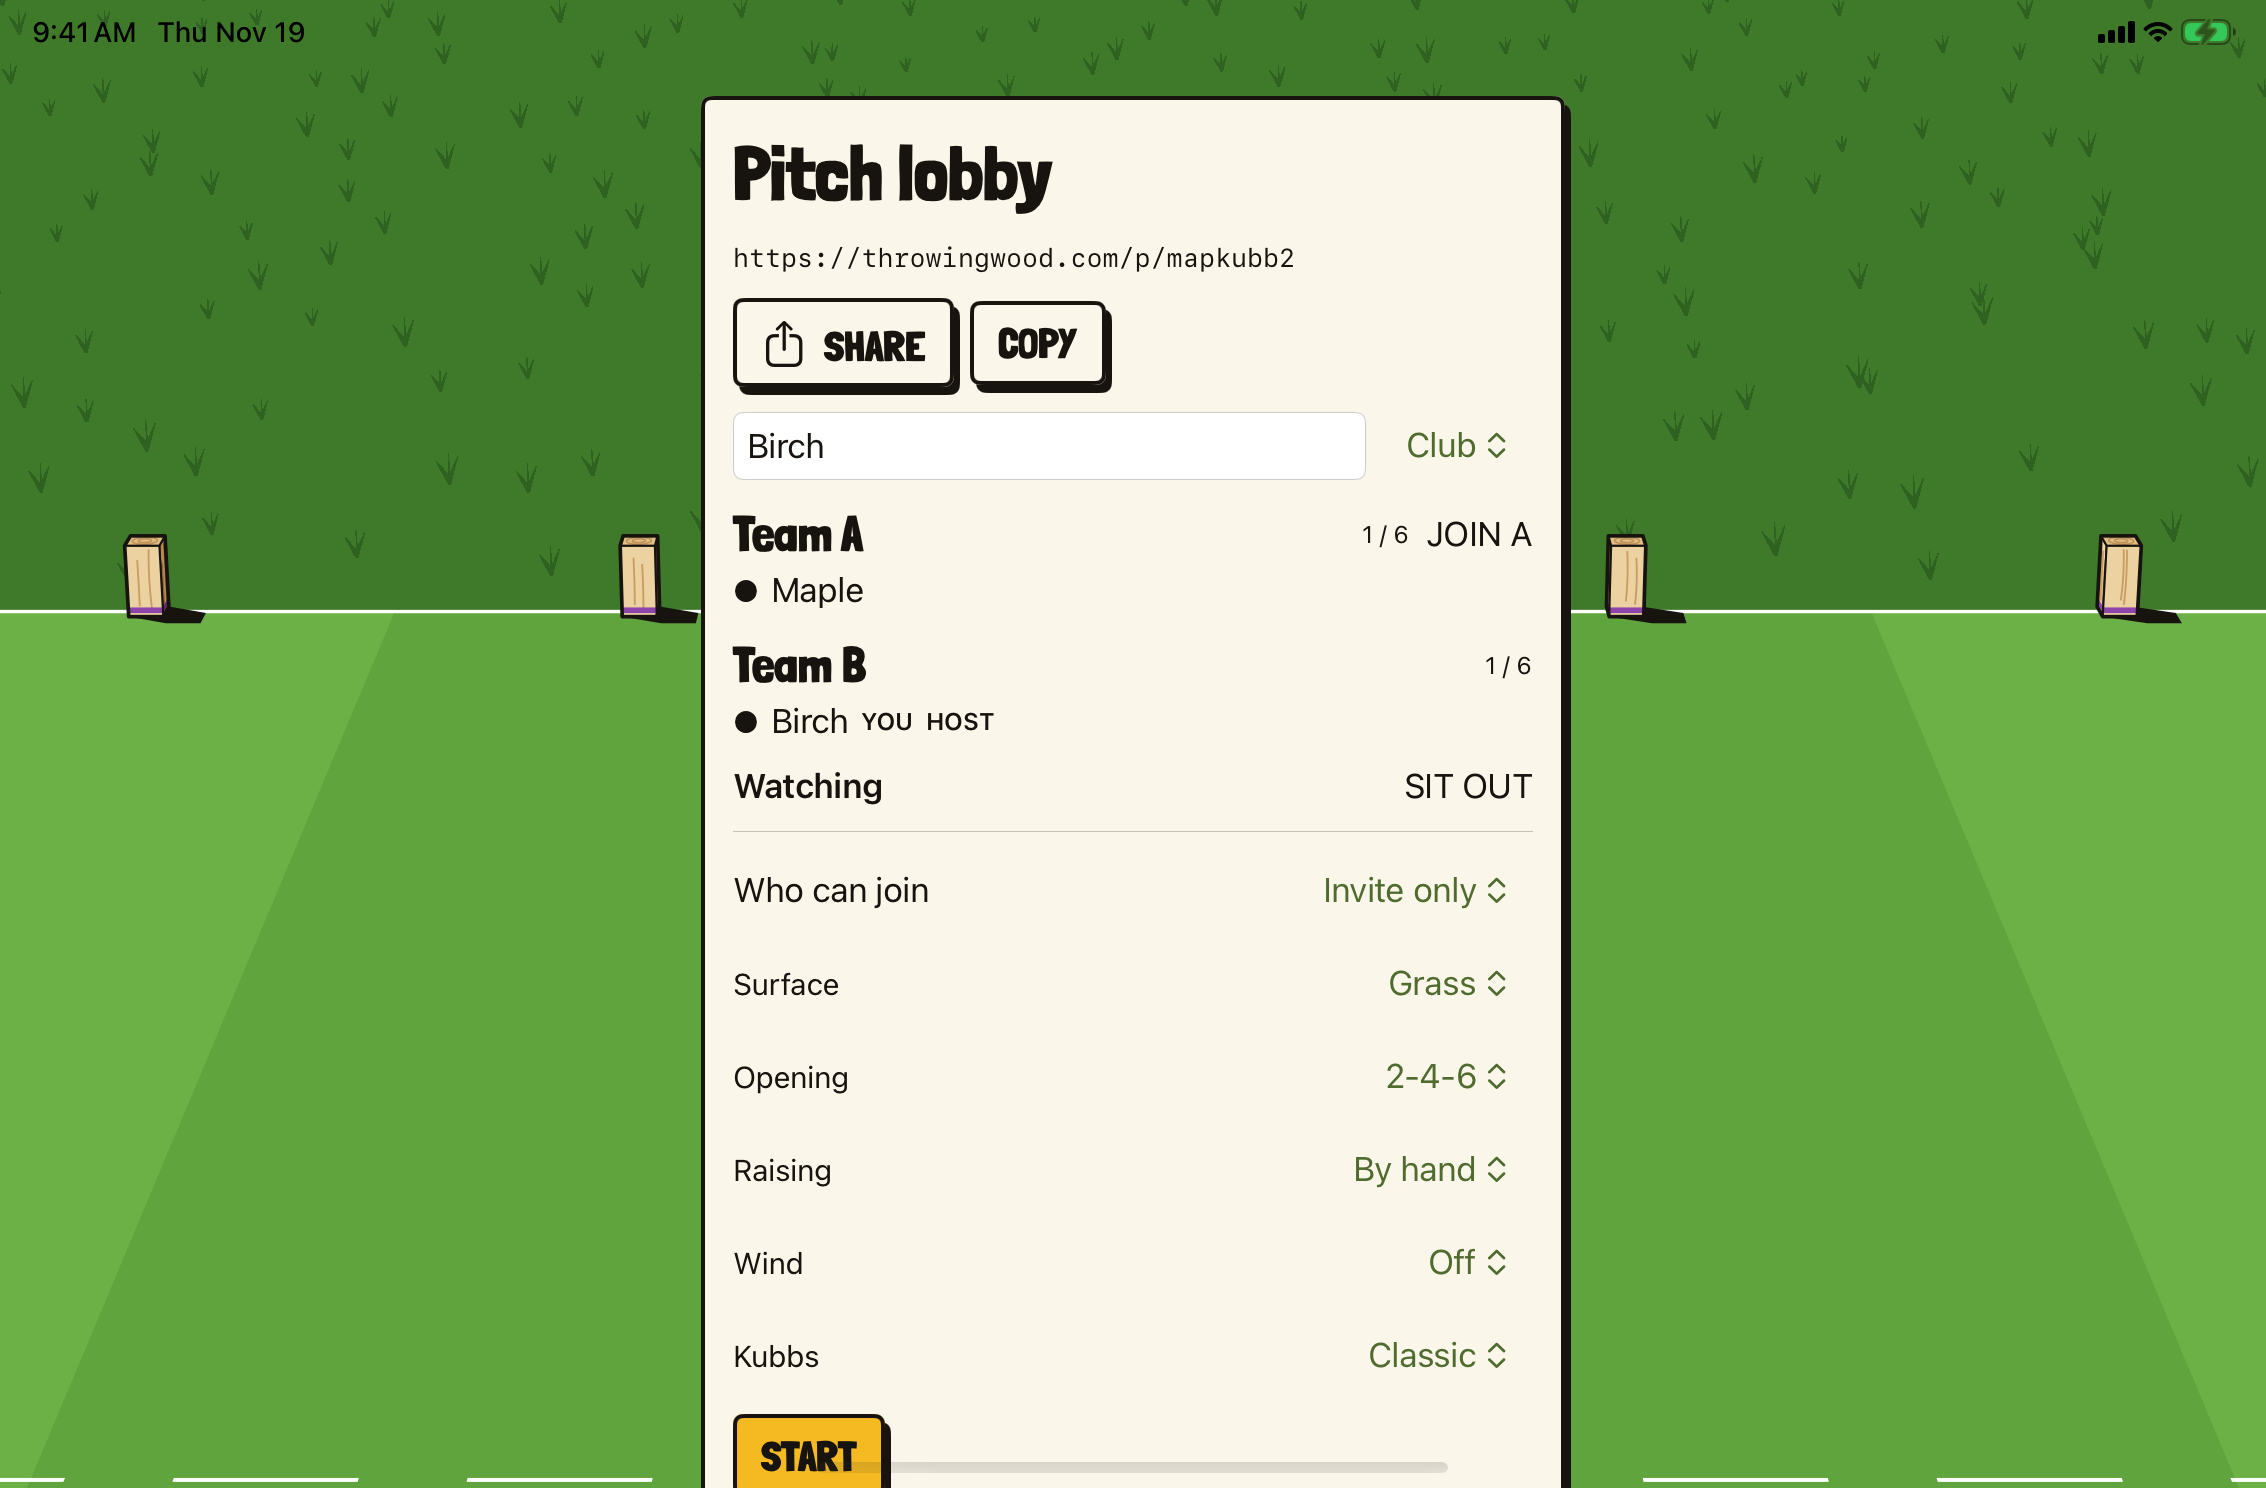 9:41 AM Thu Nov 19
Pitch lobby
https://throwingwood.com/p/mapkubb2
SHARE COPY
Birch Club
Team A 1 / 6 JOIN A
Maple
Team B 1 / 6
Birch YOU HOST
Watching SIT OUT
Who can join Invite only
Surface Grass
Opening 2-4-6
Raising By hand
Wind Off
Kubbs Classic
START